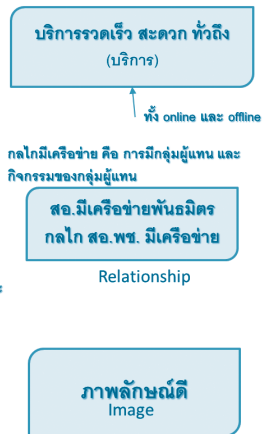 บริการรวดเร็ว สะดวก ทั่วถึง
(บริการ)
ทั้ง online และ offline
กลไกมีเครือข่าย คือ การมีกลุ่มผู้แทน และ
กิจกรรมของกลุ่มผู้แทน
สอ.มีเครือข่ายพันธมิตร
กลไก สอ.พช. มีเครือข่าย
Relationship
ภาพลักษณ์ดี
Image